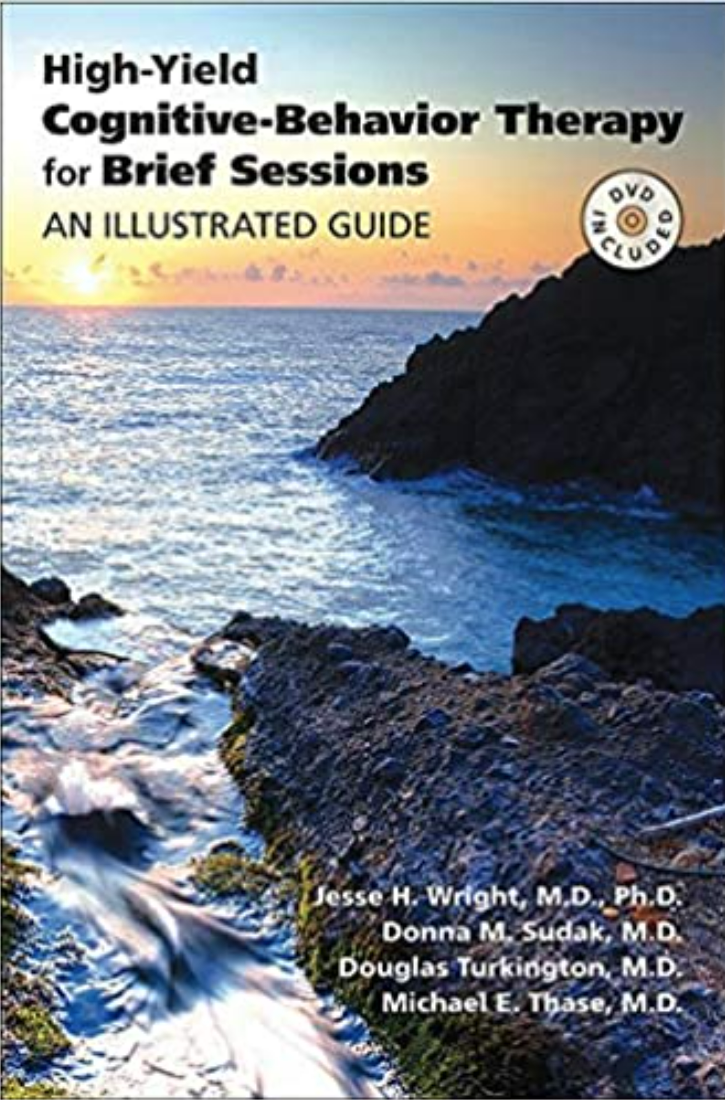 High-Yield
Cognitive-Behavior Therapy
for Brief Sessions
AN ILLUSTRATED GUIDE
DVD
INCLUDED
Jesse H. Wright, M.D., Ph.D.
Donna M. Sudak, M.D.
Douglas Turkington, M.D.
Michael E. Thase, M.D.